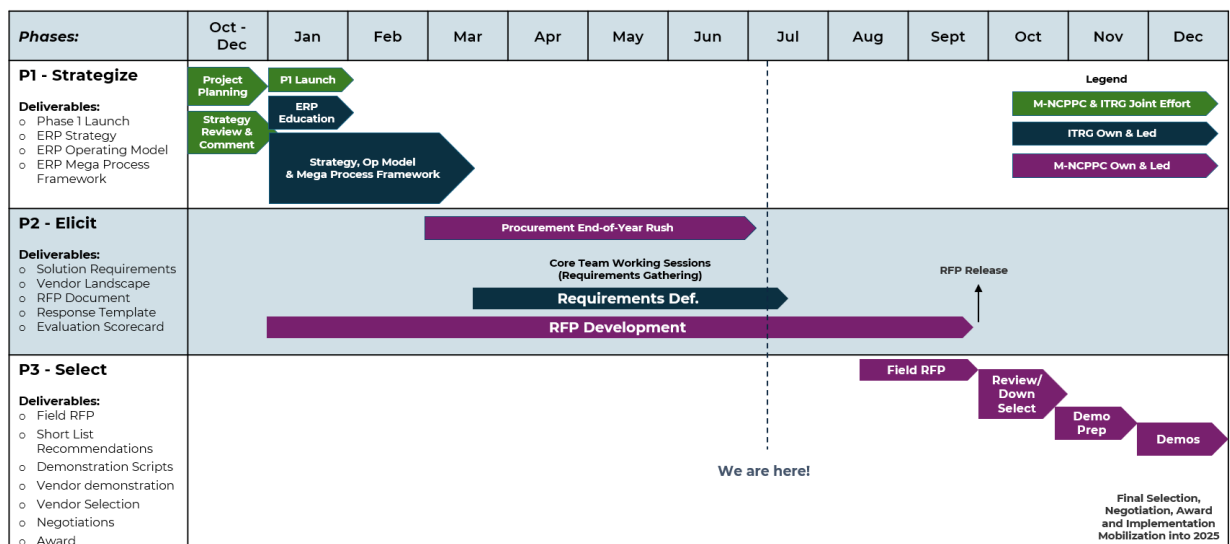 Phases:
Oct -
Dec
Jan
Feb
Mar
Apr
May
Jun
Jul
Aug
Sept
Oct
Nov
Dec
P1 - Strategize
Deliverables:
o Phase 1 Launch
o ERP Strategy
o ERP Operating Model
o ERP Mega Process
Framework
Project
Planning
Strategy
Review &
Comment
P1 Launch
ERP
Education
Strategy, Op Model
& Mega Process Framework
Legend
M-NCPPC & ITRG Joint Effort
ITRG Own & Led
M-NCPPC Own & Led
P2 - Elicit
Deliverables:
o Solution Requirements
o Vendor Landscape
o RFP Document
o Response Template
o Evaluation Scorecard
Procurement End-of-Year Rush
Core Team Working Sessions
(Requirements Gathering)
Requirements Def.
RFP Development
RFP Release
P3 - Select
Deliverables:
o Field RFP
o Short List
Recommendations
o Demonstration Scripts
o Vendor demonstration
o Vendor Selection
o Negotiations
o Award
Field RFP
Review/
Down
Select
Demo
Prep
Demos
We are here!
Final Selection,
Negotiation, Award
and Implementation
Mobilization into 2025